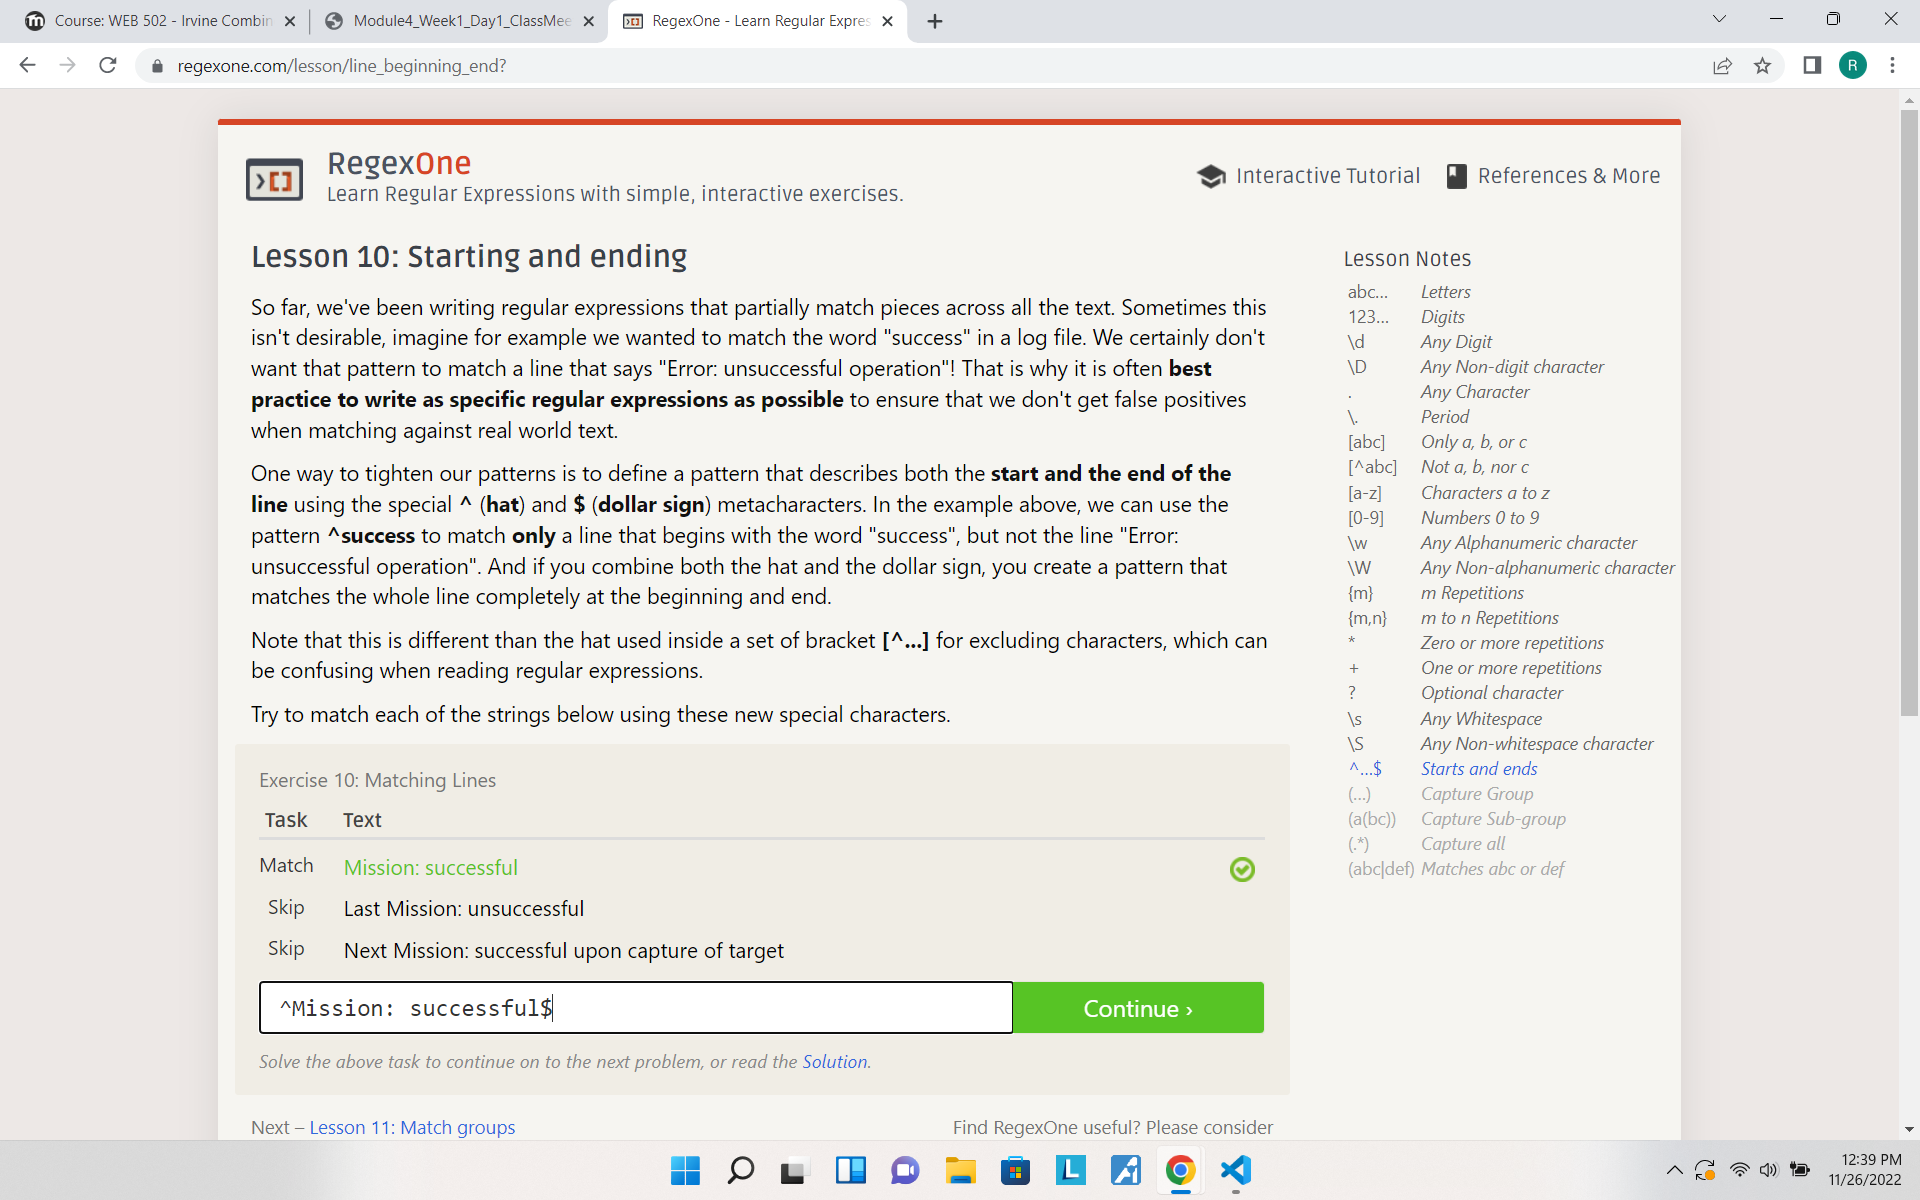 Course: WEB 502 - Irvine Combin
Module4_Week1_Day1_ClassMee
RegexOne - Learn Regular Expres
regexone.com/lesson/line_beginning_end?
R
RegexOne
Learn Regular Expressions with simple, interactive exercises.
Interactive Tutorial
References & More
Lesson 10: Starting and ending
So far, we've been writing regular expressions that partially match pieces across all the text. Sometimes this
isn't desirable, imagine for example we wanted to match the word "success" in a log file. We certainly don't
want that pattern to match a line that says "Error: unsuccessful operation"! That is why it is often best
practice to write as specific regular expressions as possible to ensure that we don't get false positives
when matching against real world text.
One way to tighten our patterns is to define a pattern that describes both the start and the end of the
line using the special ^ (hat) and $ (dollar sign) metacharacters. In the example above, we can use the
pattern ^success to match only a line that begins with the word "success", but not the line "Error:
unsuccessful operation". And if you combine both the hat and the dollar sign, you create a pattern that
matches the whole line completely at the beginning and end.
Note that this is different than the hat used inside a set of bracket [^...] for excluding characters, which can
be confusing when reading regular expressions.
Try to match each of the strings below using these new special characters.
Exercise 10: Matching Lines
Task Text
Match Mission: successful
Skip Last Mission: unsuccessful
Skip Next Mission: successful upon capture of target
^Mission: successful$
Continue ›
Solve the above task to continue on to the next problem, or read the Solution.
Next – Lesson 11: Match groups
Find RegexOne useful? Please consider
Lesson Notes
abc... Letters
123... Digits
\d Any Digit
\D Any Non-digit character
. Any Character
\. Period
[abc] Only a, b, or c
[^abc] Not a, b, nor c
[a-z] Characters a to z
[0-9] Numbers 0 to 9
\w Any Alphanumeric character
\W Any Non-alphanumeric character
{m} m Repetitions
{m,n} m to n Repetitions
* Zero or more repetitions
+ One or more repetitions
? Optional character
\s Any Whitespace
\S Any Non-whitespace character
^...$ Starts and ends
(...) Capture Group
(a(bc)) Capture Sub-group
(.*) Capture all
(abc|def) Matches abc or def
12:39 PM
11/26/2022